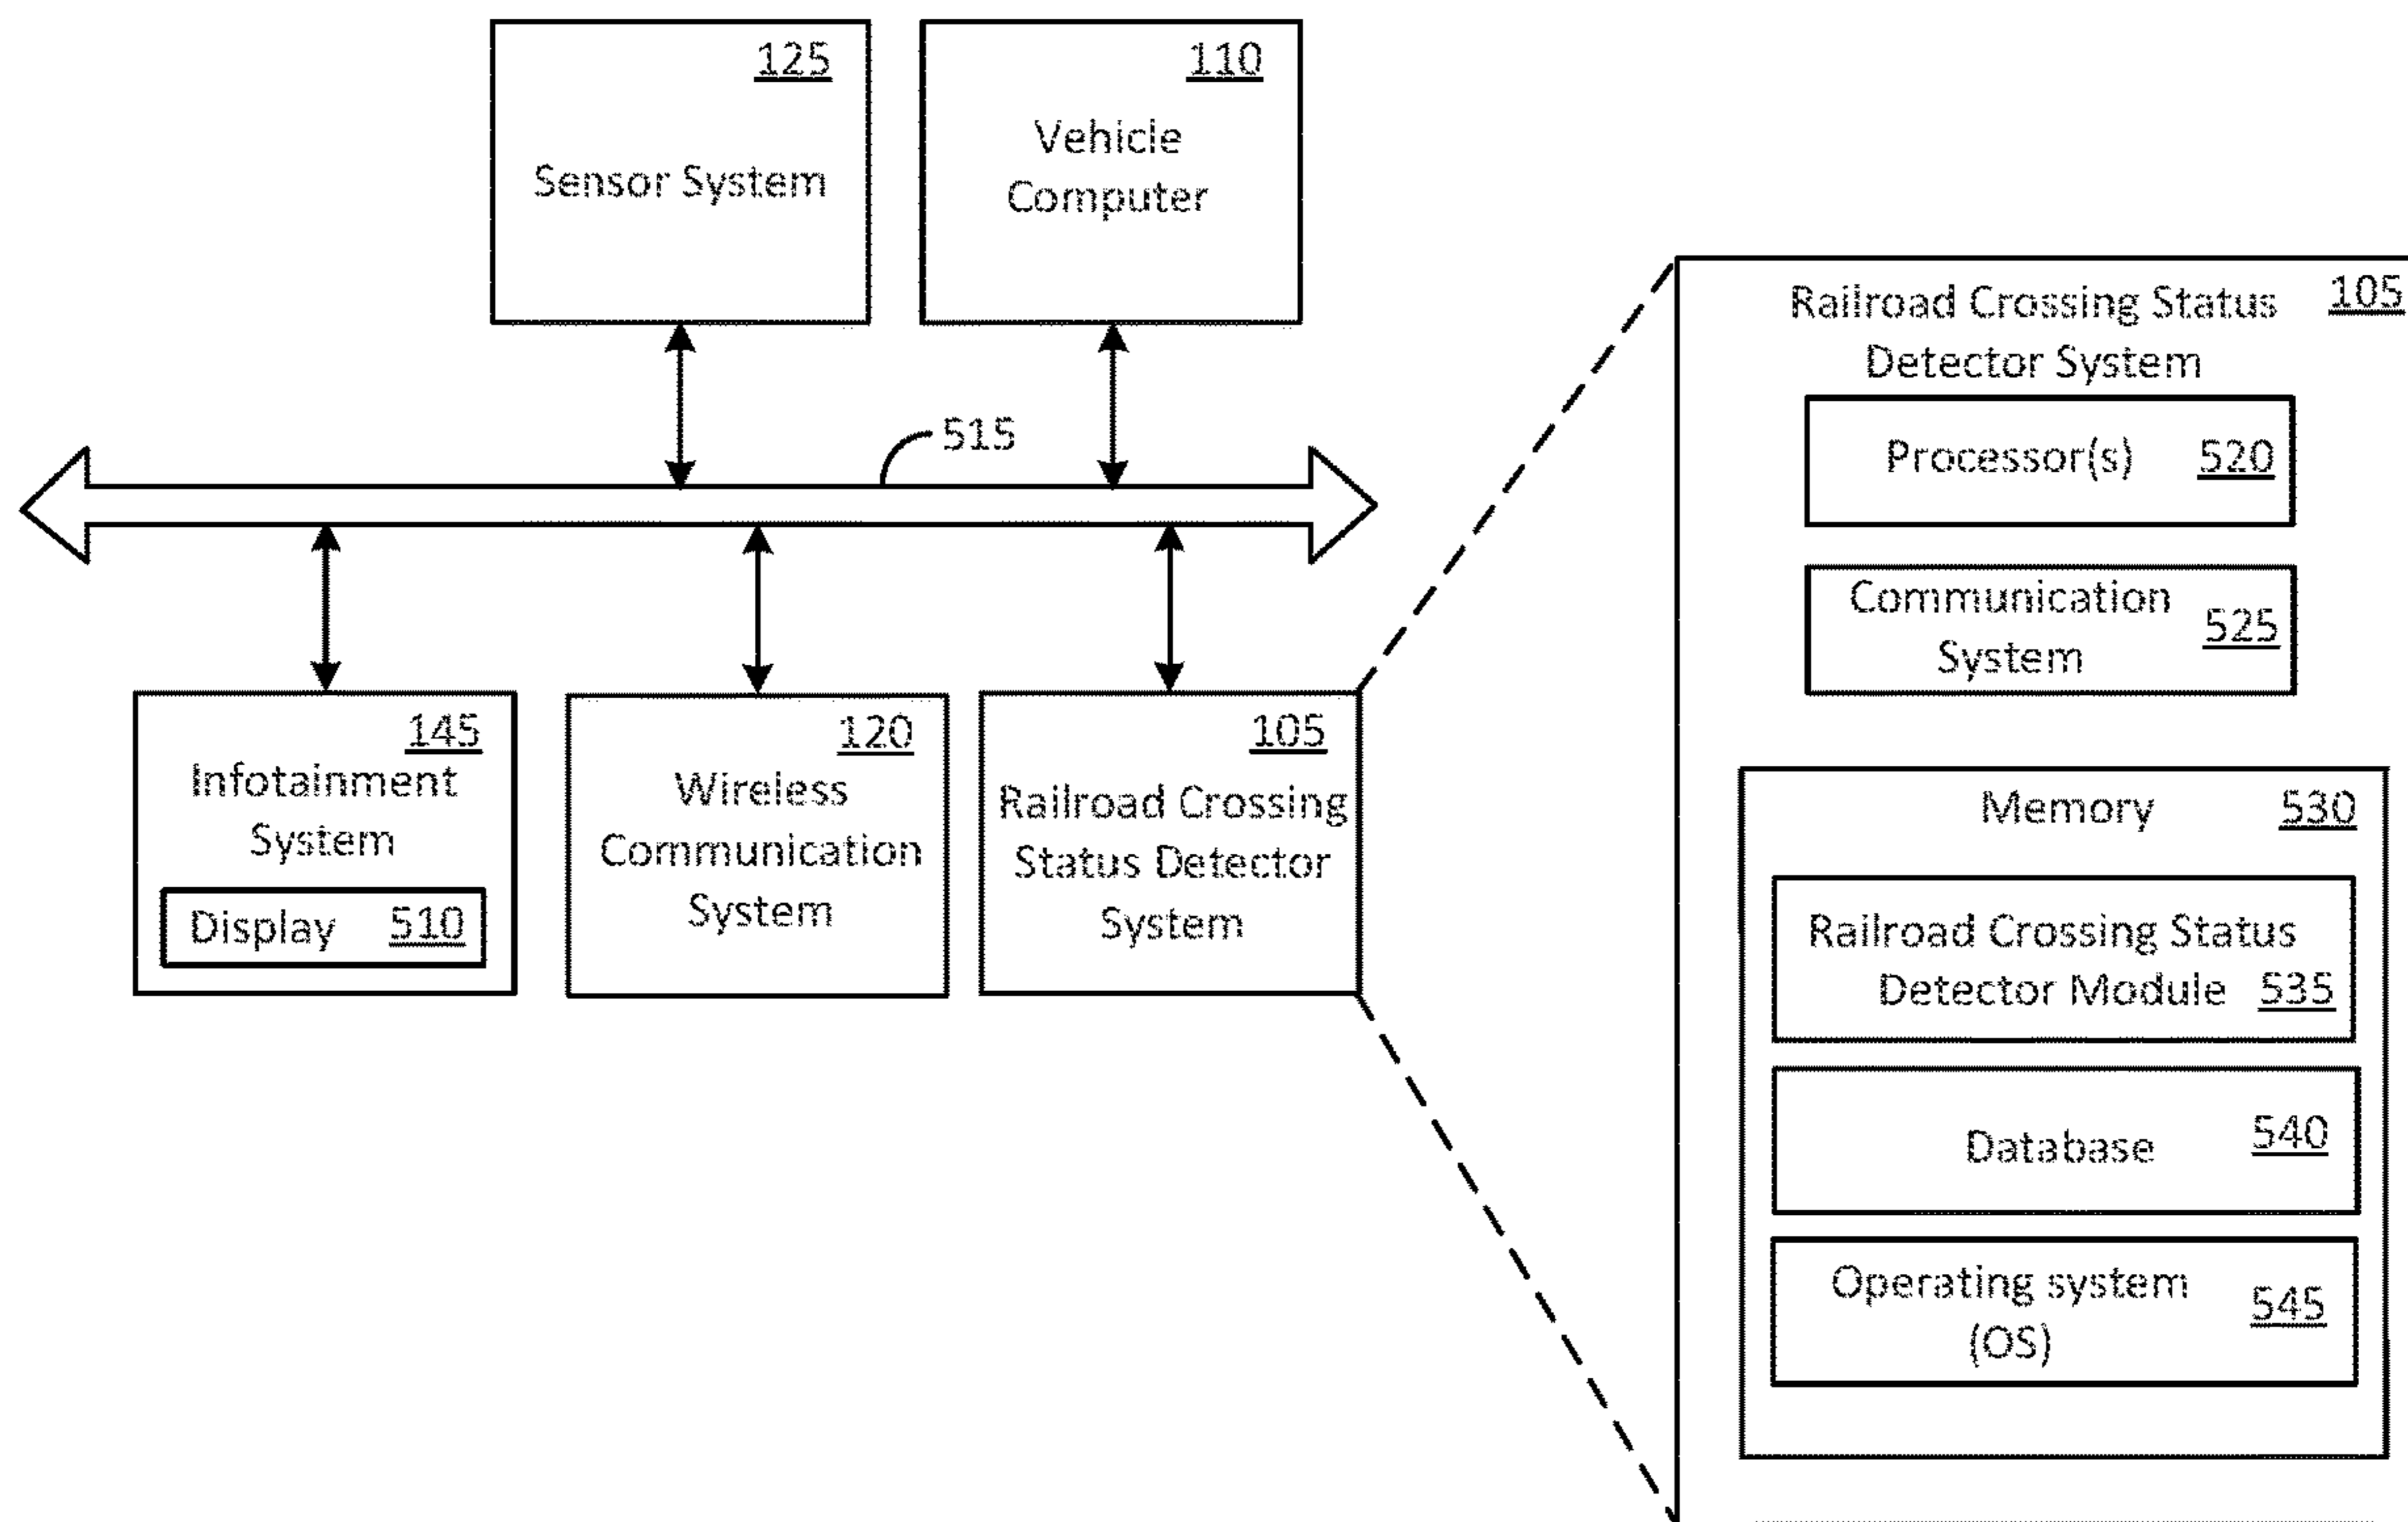 125
Sensor System
110
Vehicle
Computer
515
145
Infotainment
System
Display 510
120
Wireless
Communication
System
105
Railroad Crossing
Status Detector
System
Railroad Crossing Status 105
Detector System
Processor(s) 520
Communication
System 525
Memory 530
Railroad Crossing Status
Detector Module 535
Database 540
Operating system
(OS) 545